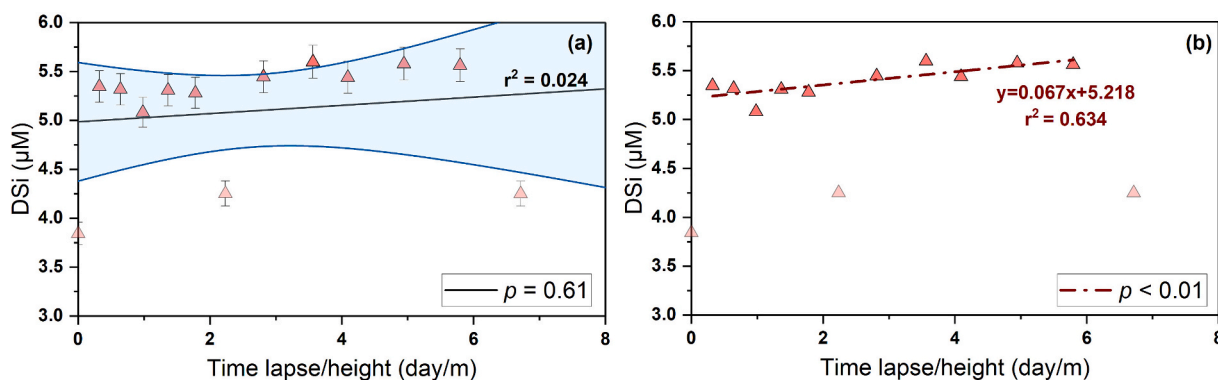 (a)
6.0
5.5
5.0
4.5
4.0
3.5
3.0
DSi (µM)
r² = 0.024
p = 0.61
0 2 4 6 8
Time lapse/height (day/m)
(b)
6.0
5.5
5.0
4.5
4.0
3.5
3.0
DSi (µM)
y=0.067x+5.218
r² = 0.634
p < 0.01
0 2 4 6 8
Time lapse/height (day/m)